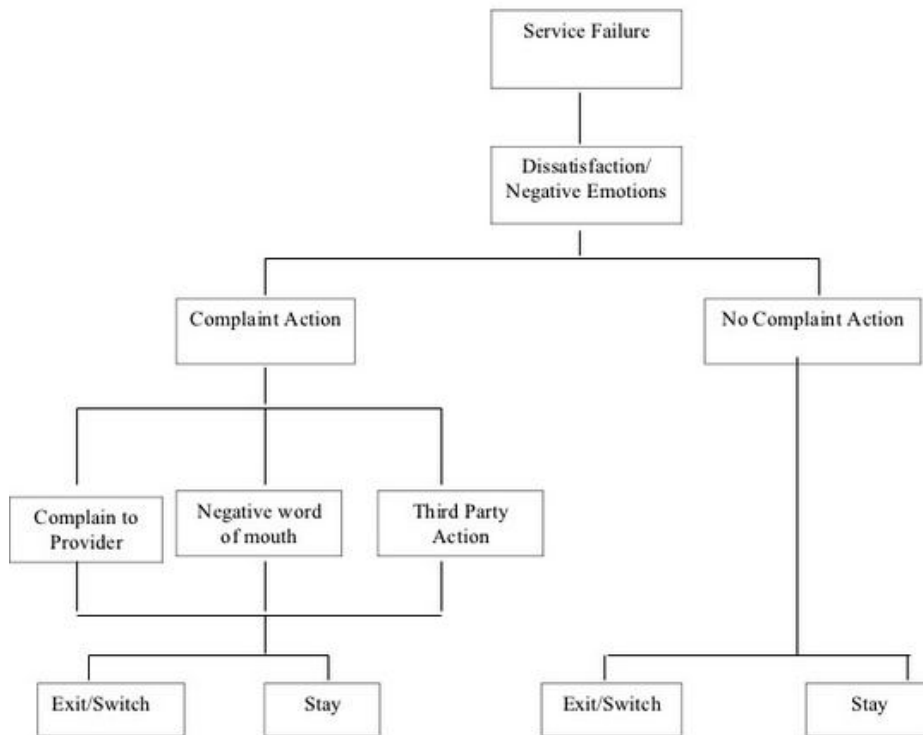 Service Failure
Dissatisfaction/
Negative Emotions
Complaint Action
No Complaint Action
Complain to
Provider
Negative word
of mouth
Third Party
Action
Exit/Switch
Stay
Exit/Switch
Stay